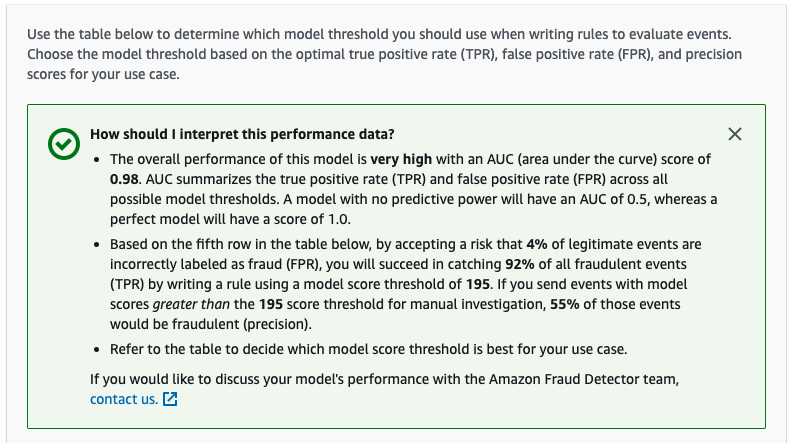 Use the table below to determine which model threshold you should use when writing rules to evaluate events.
Choose the model threshold based on the optimal true positive rate (TPR), false positive rate (FPR), and precision
scores for your use case.
How should I interpret this performance data?
• The overall performance of this model is very high with an AUC (area under the curve) score of
0.98. AUC summarizes the true positive rate (TPR) and false positive rate (FPR) across all
possible model thresholds. A model with no predictive power will have an AUC of 0.5, whereas a
perfect model will have a score of 1.0.
• Based on the fifth row in the table below, by accepting a risk that 4% of legitimate events are
incorrectly labeled as fraud (FPR), you will succeed in catching 92% of all fraudulent events
(TPR) by writing a rule using a model score threshold of 195. If you send events with model
scores greater than the 195 score threshold for manual investigation, 55% of those events
would be fraudulent (precision).
• Refer to the table to decide which model score threshold is best for your use case.
If you would like to discuss your model's performance with the Amazon Fraud Detector team,
contact us.